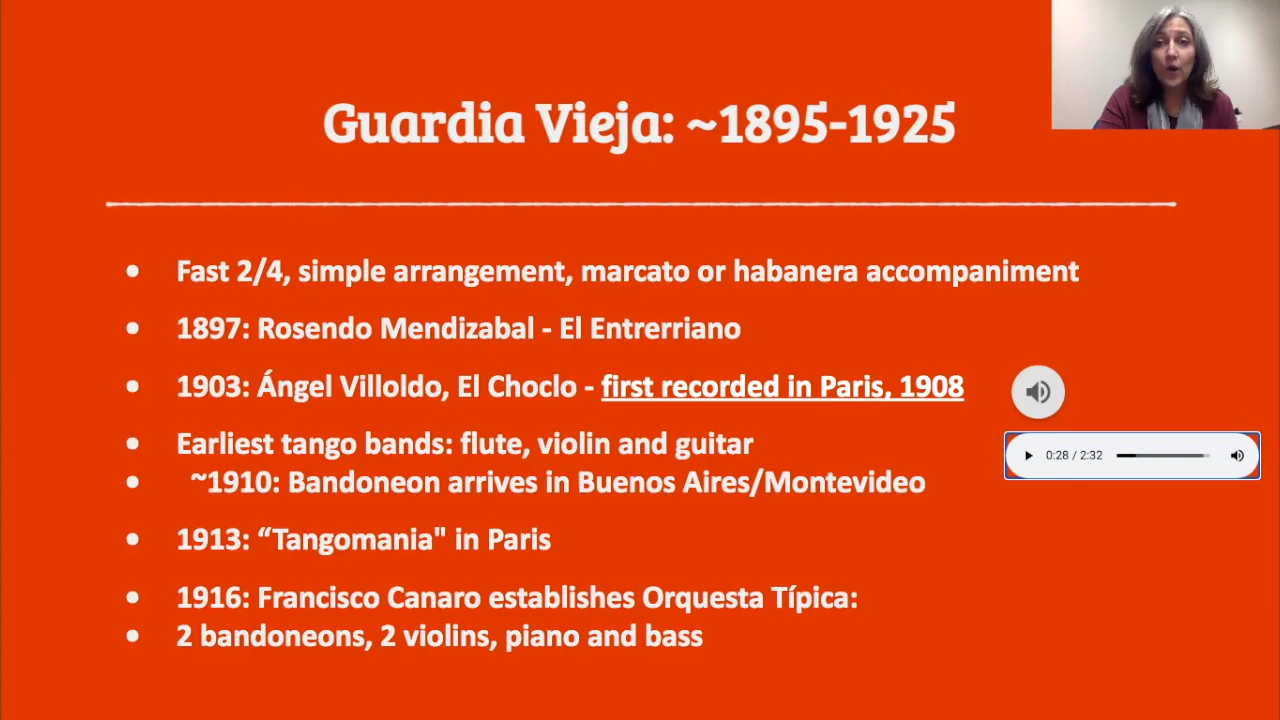 Guardia Vieja: ~1895-1925
• Fast 2/4, simple arrangement, marcato or habanera accompaniment
• 1897: Rosendo Mendizabal - El Entrerriano
• 1903: Ángel Villoldo, El Choclo - first recorded in Paris, 1908
• Earliest tango bands: flute, violin and guitar
0:28 / 2:32
• ~1910: Bandoneon arrives in Buenos Aires/Montevideo
• 1913: “Tangomania" in Paris
• 1916: Francisco Canaro establishes Orquesta Típica:
• 2 bandoneons, 2 violins, piano and bass